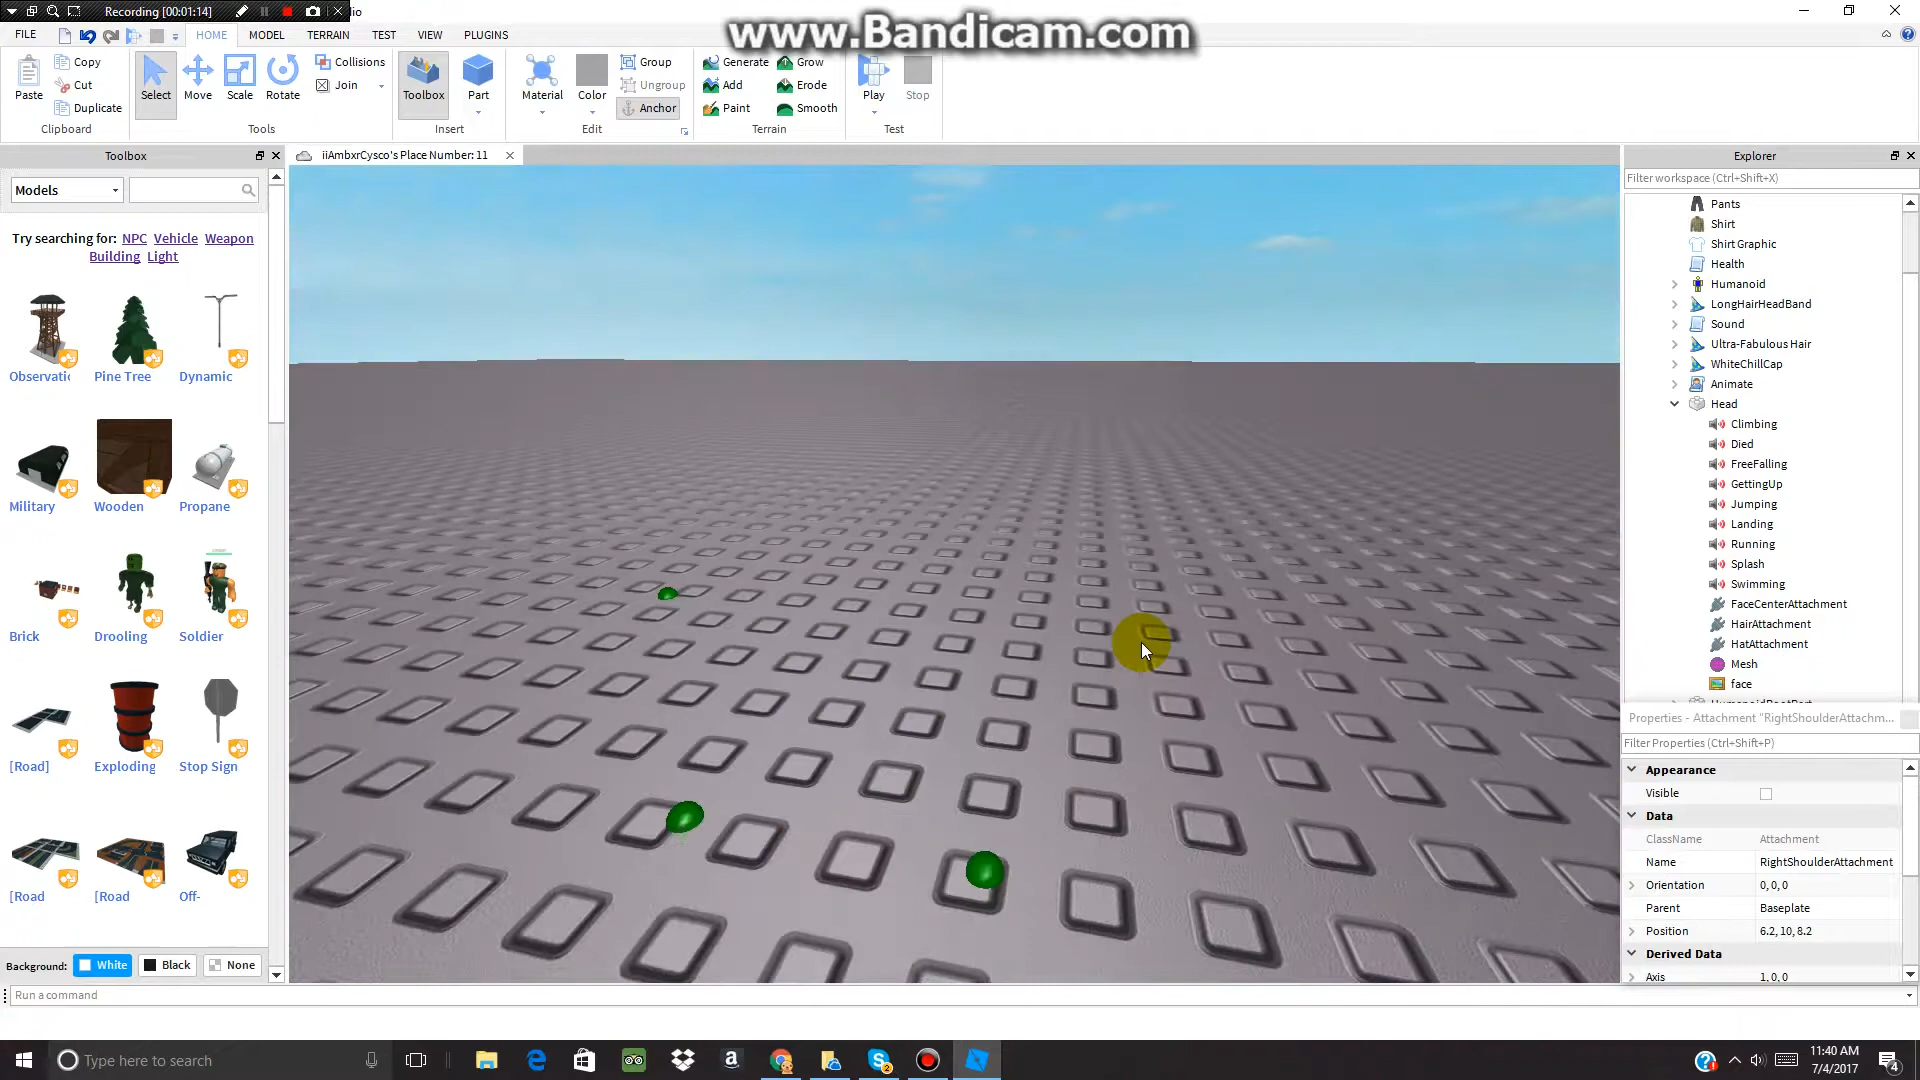 Recording [00:01:14]
dio
www.Bandicam.com
FILE
HOME
MODEL
TERRAIN
TEST
VIEW
PLUGINS
Paste
Copy
Cut
Duplicate
Clipboard
Select
Move
Scale
Rotate
Collisions
Join
Tools
Toolbox
Part
Insert
Material
Color
Group
Ungroup
Anchor
Edit
Generate
Grow
Add
Erode
Paint
Smooth
Terrain
Play
Stop
Test
Toolbox
iiAmbxrCysco's Place Number: 11
Explorer
Models
Filter workspace (Ctrl+Shift+X)
Try searching for: NPC Vehicle Weapon
Building Light
Observatic
Pine Tree
Dynamic
Military
Wooden
Propane
Brick
Drooling
Soldier
[Road]
Exploding
Stop Sign
[Road
[Road
Off-
Background:
White
Black
None
Pants
Shirt
Shirt Graphic
Health
Humanoid
LongHairHeadBand
Sound
Ultra-Fabulous Hair
WhiteChillCap
Animate
Head
Climbing
Died
FreeFalling
GettingUp
Jumping
Landing
Running
Splash
Swimming
FaceCenterAttachment
HairAttachment
HatAttachment
Mesh
face
Properties - Attachment "RightShoulderAttachm...
Filter Properties (Ctrl+Shift+P)
Appearance
Visible
Data
ClassName Attachment
Name RightShoulderAttachment
Orientation 0, 0, 0
Parent Baseplate
Position 6.2, 10, 8.2
Derived Data
Axis 1, 0, 0
Run a command
Type here to search
11:40 AM
7/4/2017